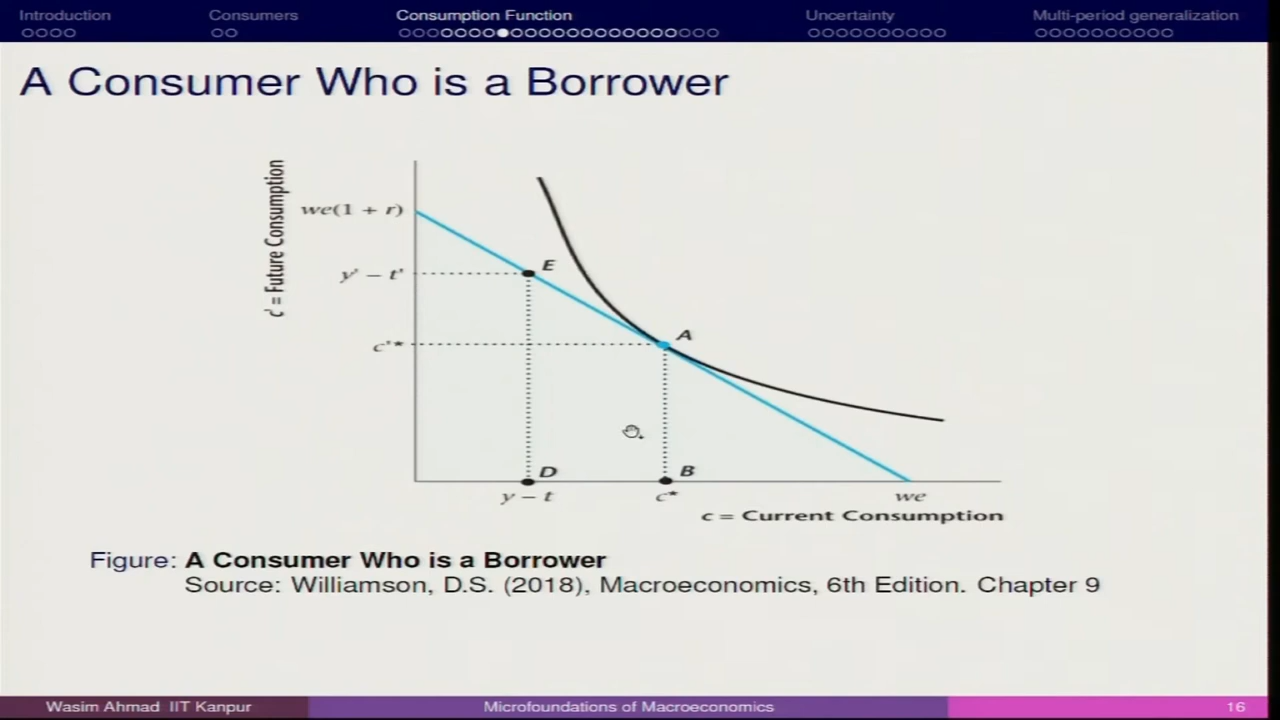 Introduction
Consumers
Consumption Function
Uncertainty
Multi-period generalization
A Consumer Who is a Borrower
c' = Future Consumption
we(1 + r)
y' – t'
E
c'*
A
D
B
y – t
c*
we
c = Current Consumption
Figure: A Consumer Who is a Borrower
Source: Williamson, D.S. (2018), Macroeconomics, 6th Edition. Chapter 9
Wasim Ahmad IIT Kanpur
Microfoundations of Macroeconomics
16